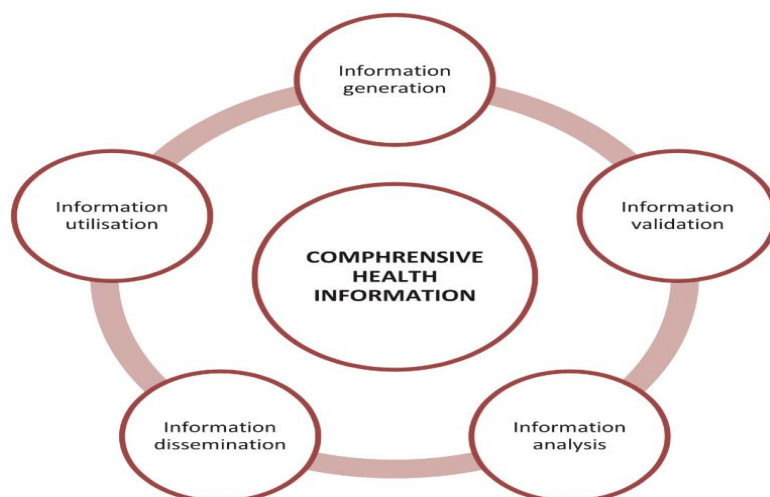 Information
generation
Information
validation
Information
analysis
Information
dissemination
Information
utilisation
COMPHRENSIVE
HEALTH
INFORMATION